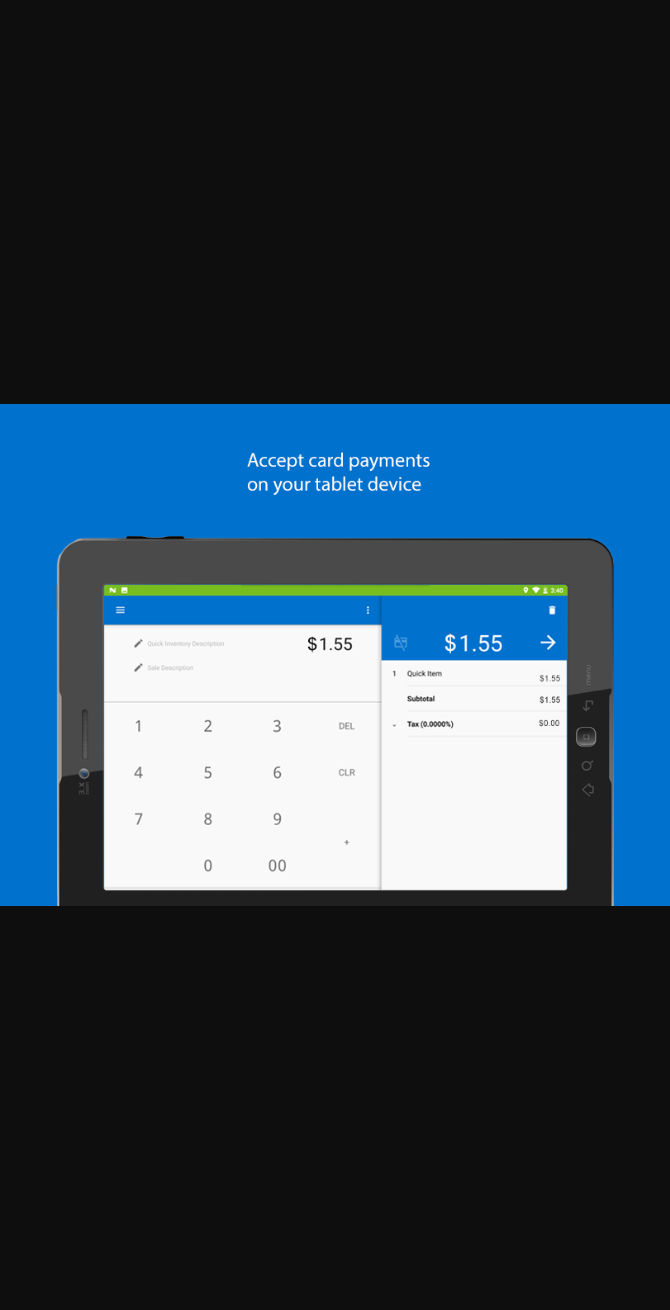 Accept card payments
on your tablet device
3:40
Quick Inventory Description
$1.55
Sale Description
1 2 3 DEL
4 5 6 CLR
7 8 9
+
0 00
$1.55
1 Quick Item $1.55
Subtotal $1.55
Tax (0.0000%) $0.00
menu